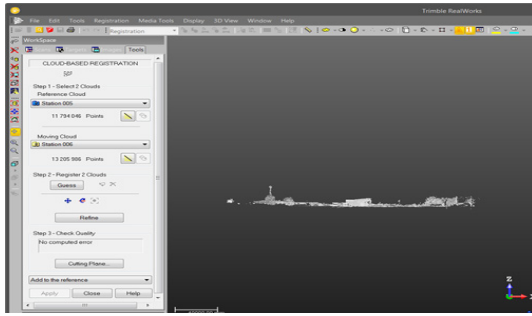 Trimble RealWorks
File Edit Tools Registration Media Tools Display 3D View Window Help
Registration
WorkSpace
Tools
CLOUD-BASED REGISTRATION
Step 1 - Select 2 Clouds
Reference Cloud
Station 005
11 794 046 Points
Moving Cloud
Station 006
13 205 986 Points
Step 2 - Register 2 Clouds
Guess
Refine
Step 3 - Check Quality
No computed error
Cutting Plane...
Add to the reference
Apply Close Help
Z